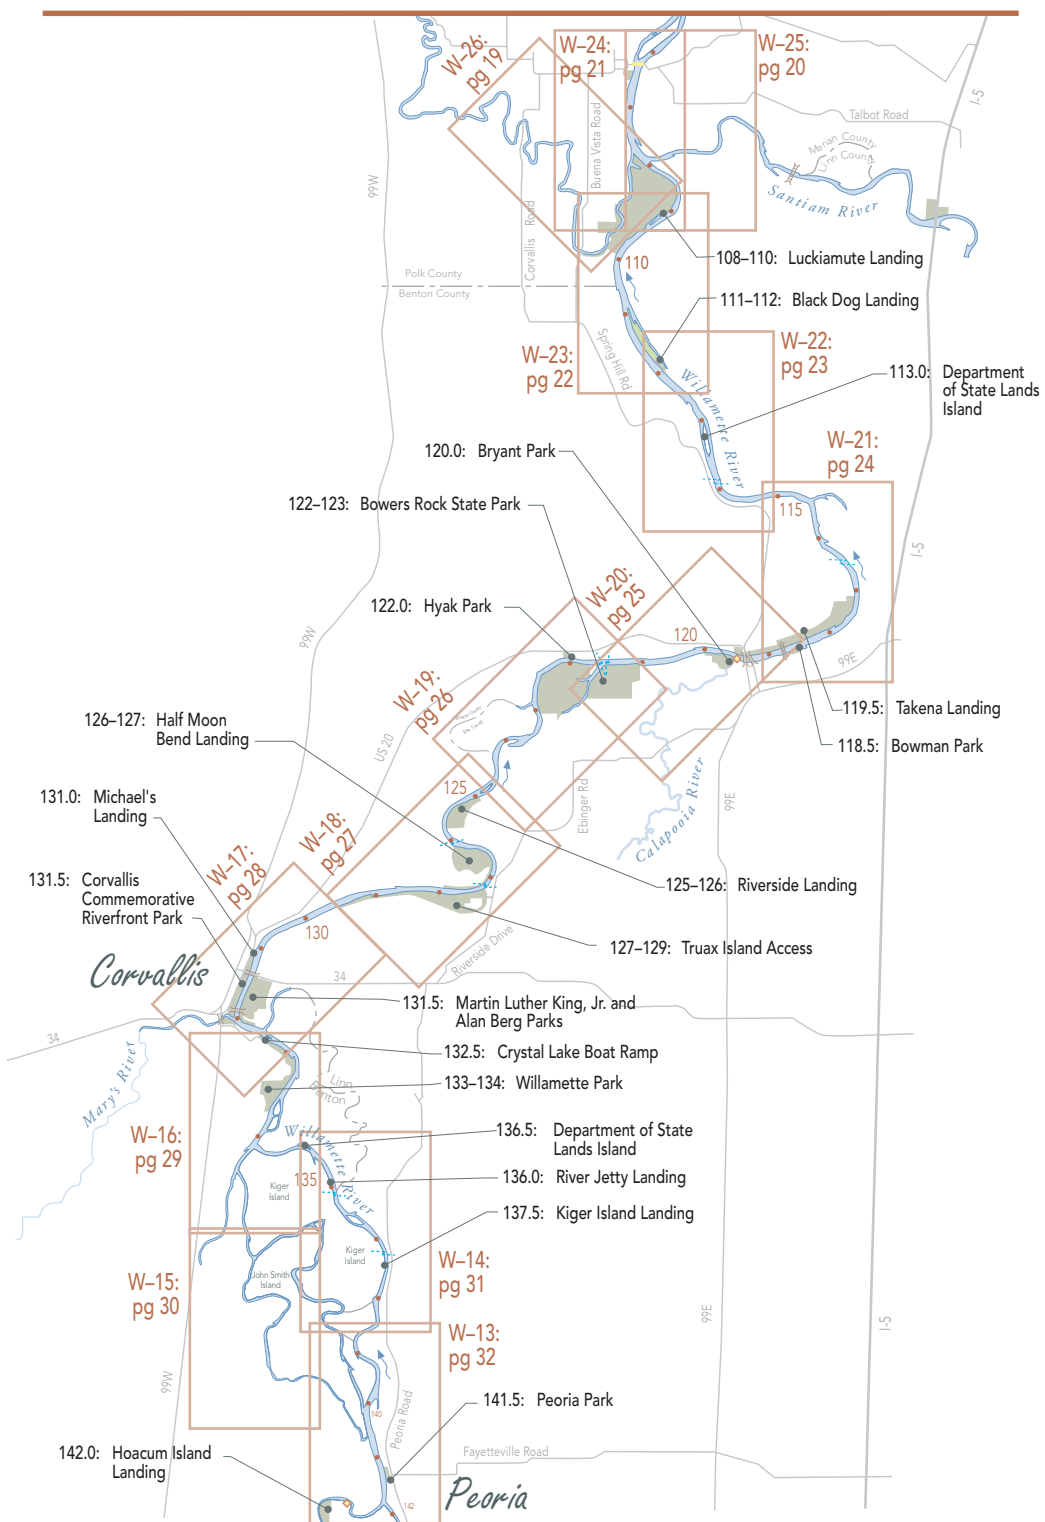 W–26:
pg 19
W–24:
pg 21
W–25:
pg 20
I-5
Talbot Road
Marian County
Linn County
Buena Vista Road
99W
Santiam River
Corvallis Road
108–110: Luckiamute Landing
110
Polk County
Benton County
111–112: Black Dog Landing
Spring Hill Rd
W–23:
pg 22
W–22:
pg 23
Willamette River
113.0: Department
of State Lands
Island
W–21:
pg 24
120.0: Bryant Park
122–123: Bowers Rock State Park
115
I-5
W–20:
pg 25
122.0: Hyak Park
120
99W
99E
W–19:
pg 26
119.5: Takena Landing
118.5: Bowman Park
126–127: Half Moon
Bend Landing
US 20
125
Ebinger Rd
Calapooia River
99E
131.0: Michael's
Landing
W–18:
pg 27
W–17:
pg 28
131.5: Corvallis
Commemorative
Riverfront Park
125–126: Riverside Landing
130
Riverside Drive
127–129: Truax Island Access
Corvallis
34
131.5: Martin Luther King, Jr. and
Alan Berg Parks
34
132.5: Crystal Lake Boat Ramp
Linn
Benton
133–134: Willamette Park
Mary's River
W–16:
pg 29
Willamette River
136.5: Department of State
Lands Island
135
136.0: River Jetty Landing
Kiger
Island
137.5: Kiger Island Landing
Kiger
Island
W–14:
pg 31
W–15:
pg 30
John Smith
Island
99E
I-5
W–13:
pg 32
99W
141.5: Peoria Park
140
Peoria Road
142.0: Hoacum Island
Landing
Fayetteville Road
Peoria
142